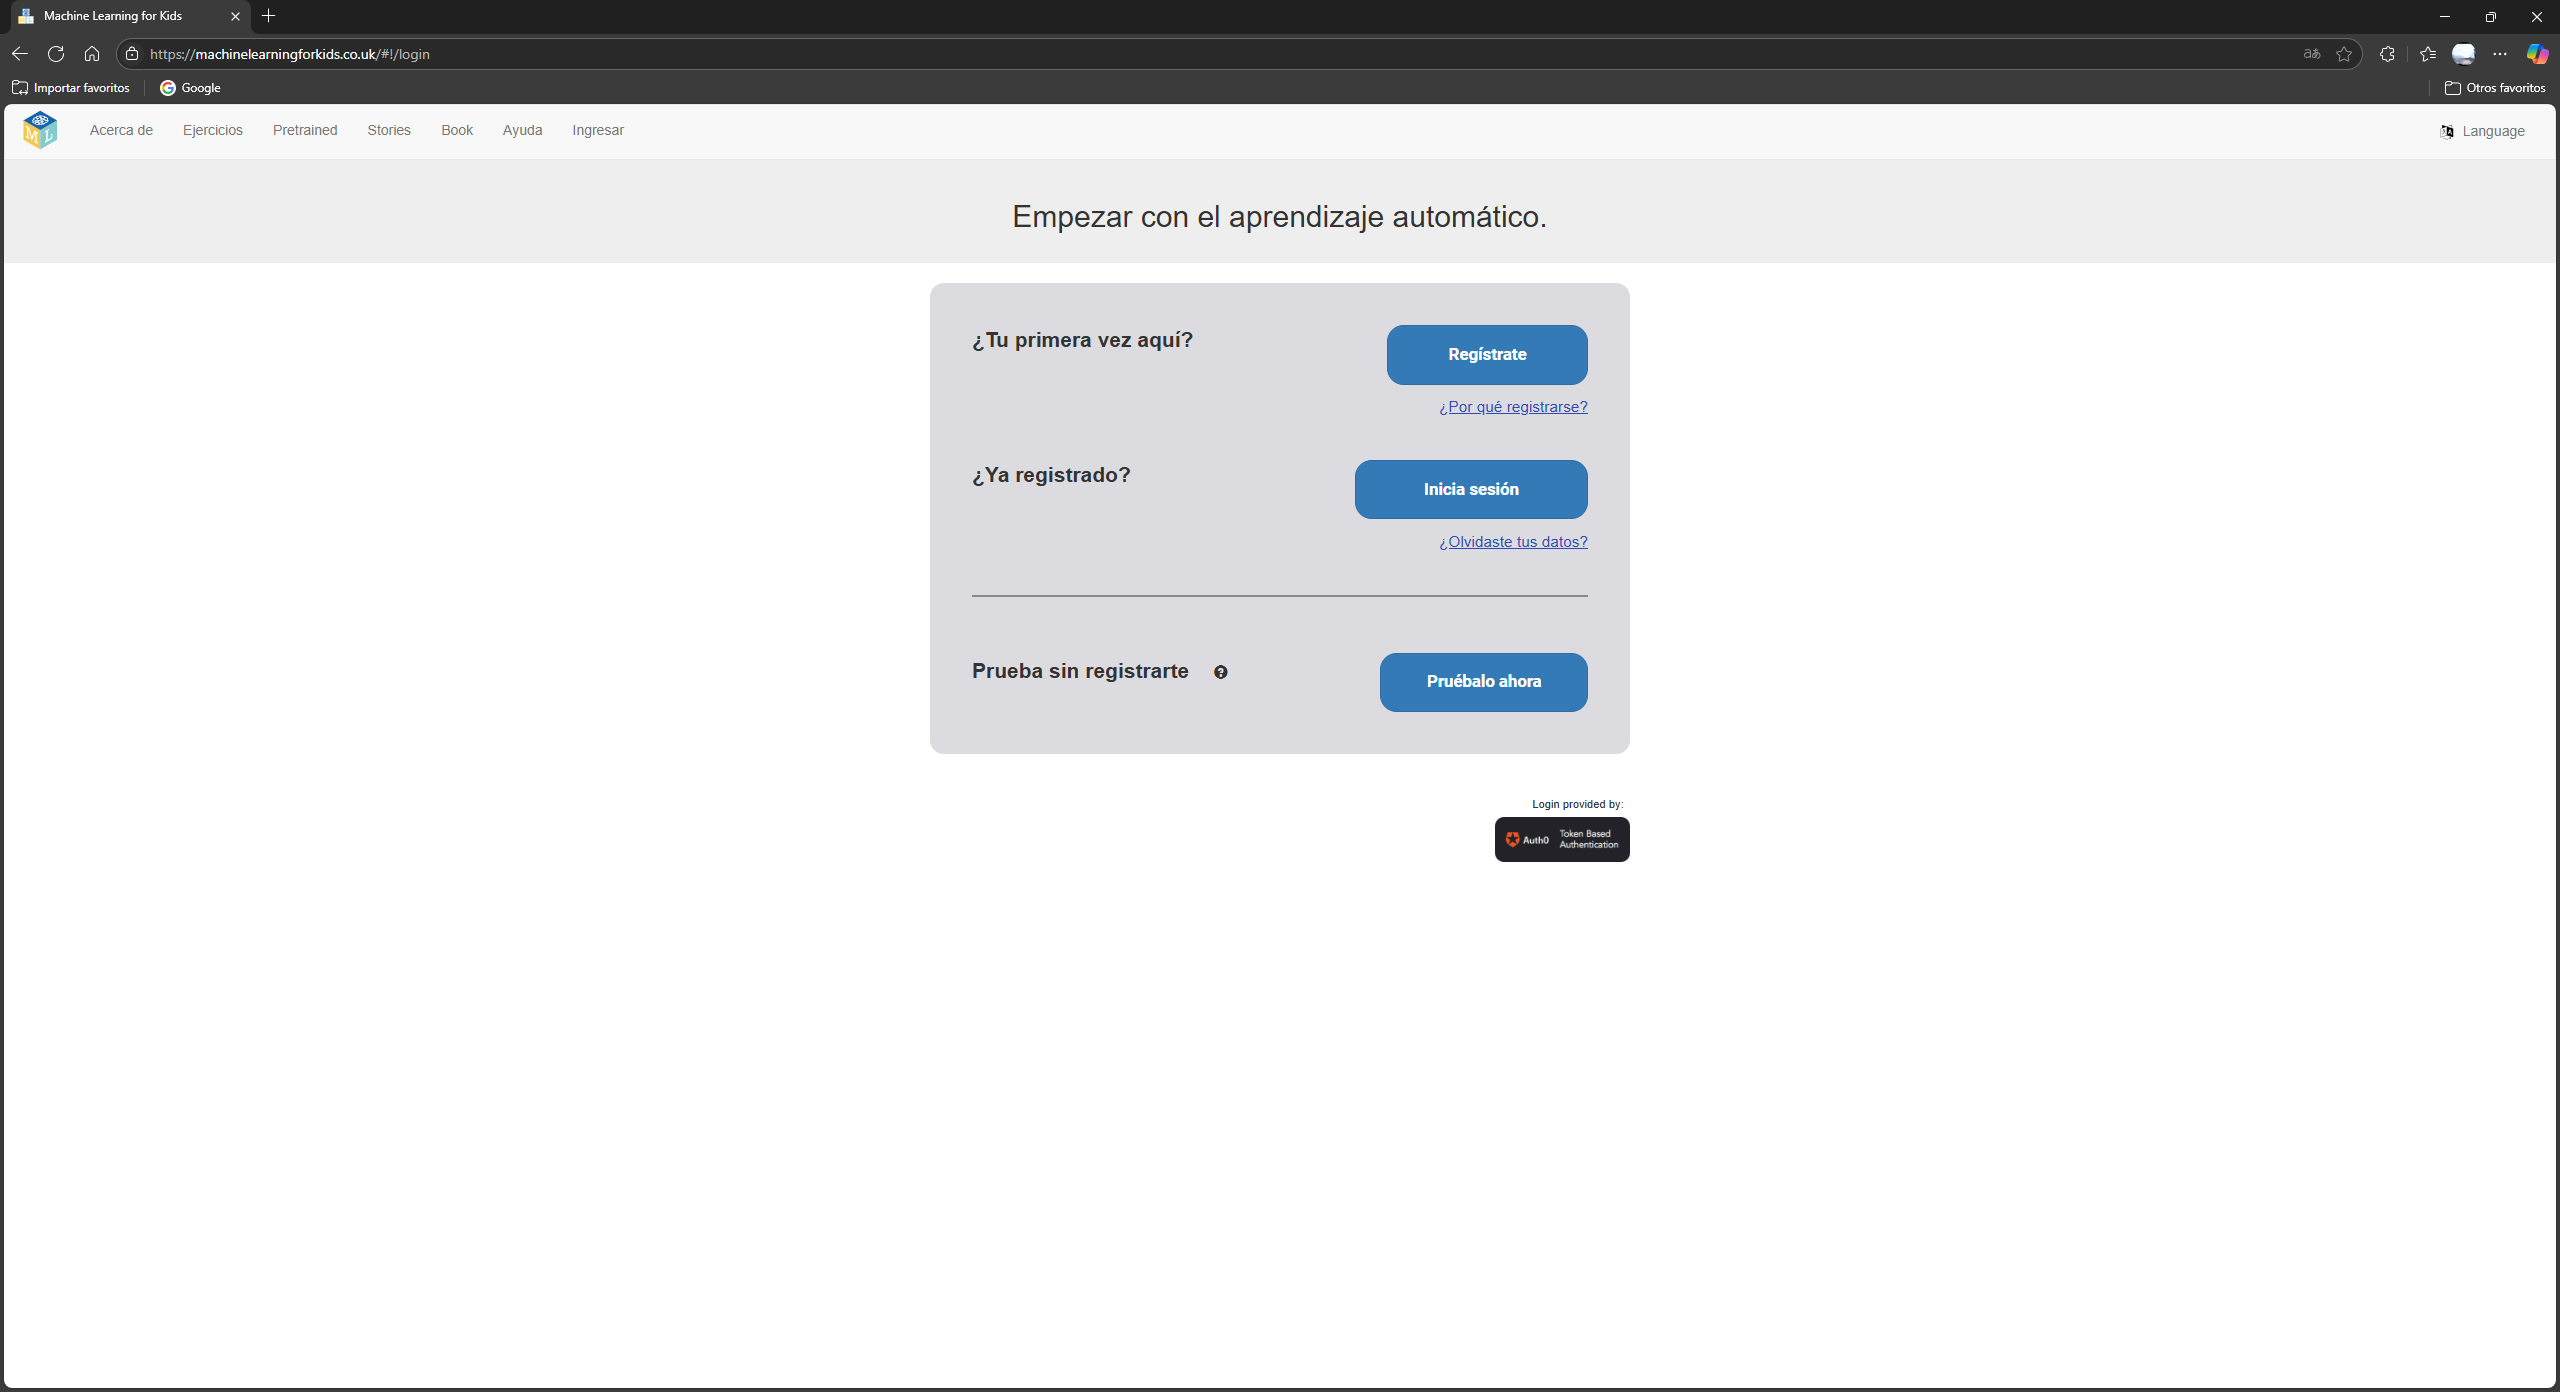 Machine Learning for Kids
https://machinelearningforkids.co.uk/#!/login
Importar favoritos
Google
Otros favoritos
ML
Acerca de
Ejercicios
Pretrained
Stories
Book
Ayuda
Ingresar
Language
Empezar con el aprendizaje automático.
¿Tu primera vez aquí?
Regístrate
¿Por qué registrarse?
¿Ya registrado?
Inicia sesión
¿Olvidaste tus datos?
Prueba sin registrarte
Pruébalo ahora
Login provided by:
Auth0
Token Based
Authentication